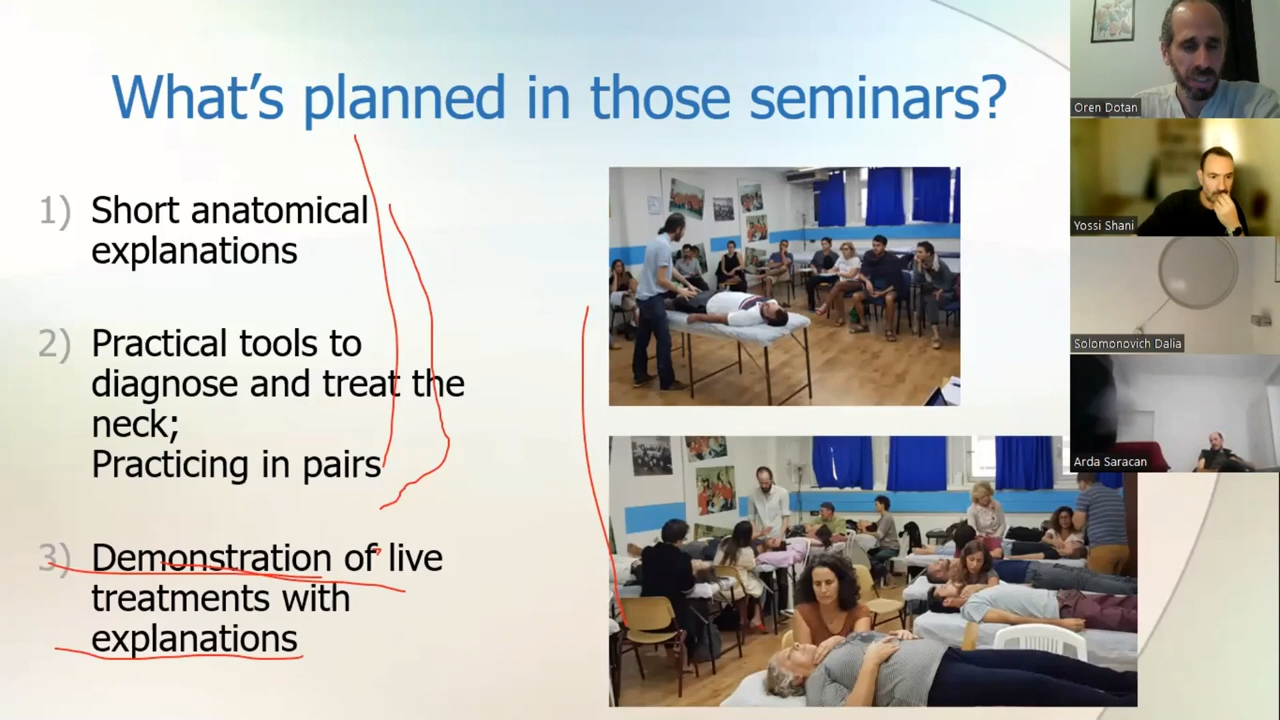 What's planned in those seminars?
1) Short anatomical
explanations
2) Practical tools to
diagnose and treat the
neck;
Practicing in pairs
3) Demonstration of live
treatments with
explanations
Oren Dotan
Yossi Shani
Solomonovich Dalia
Arda Saracan